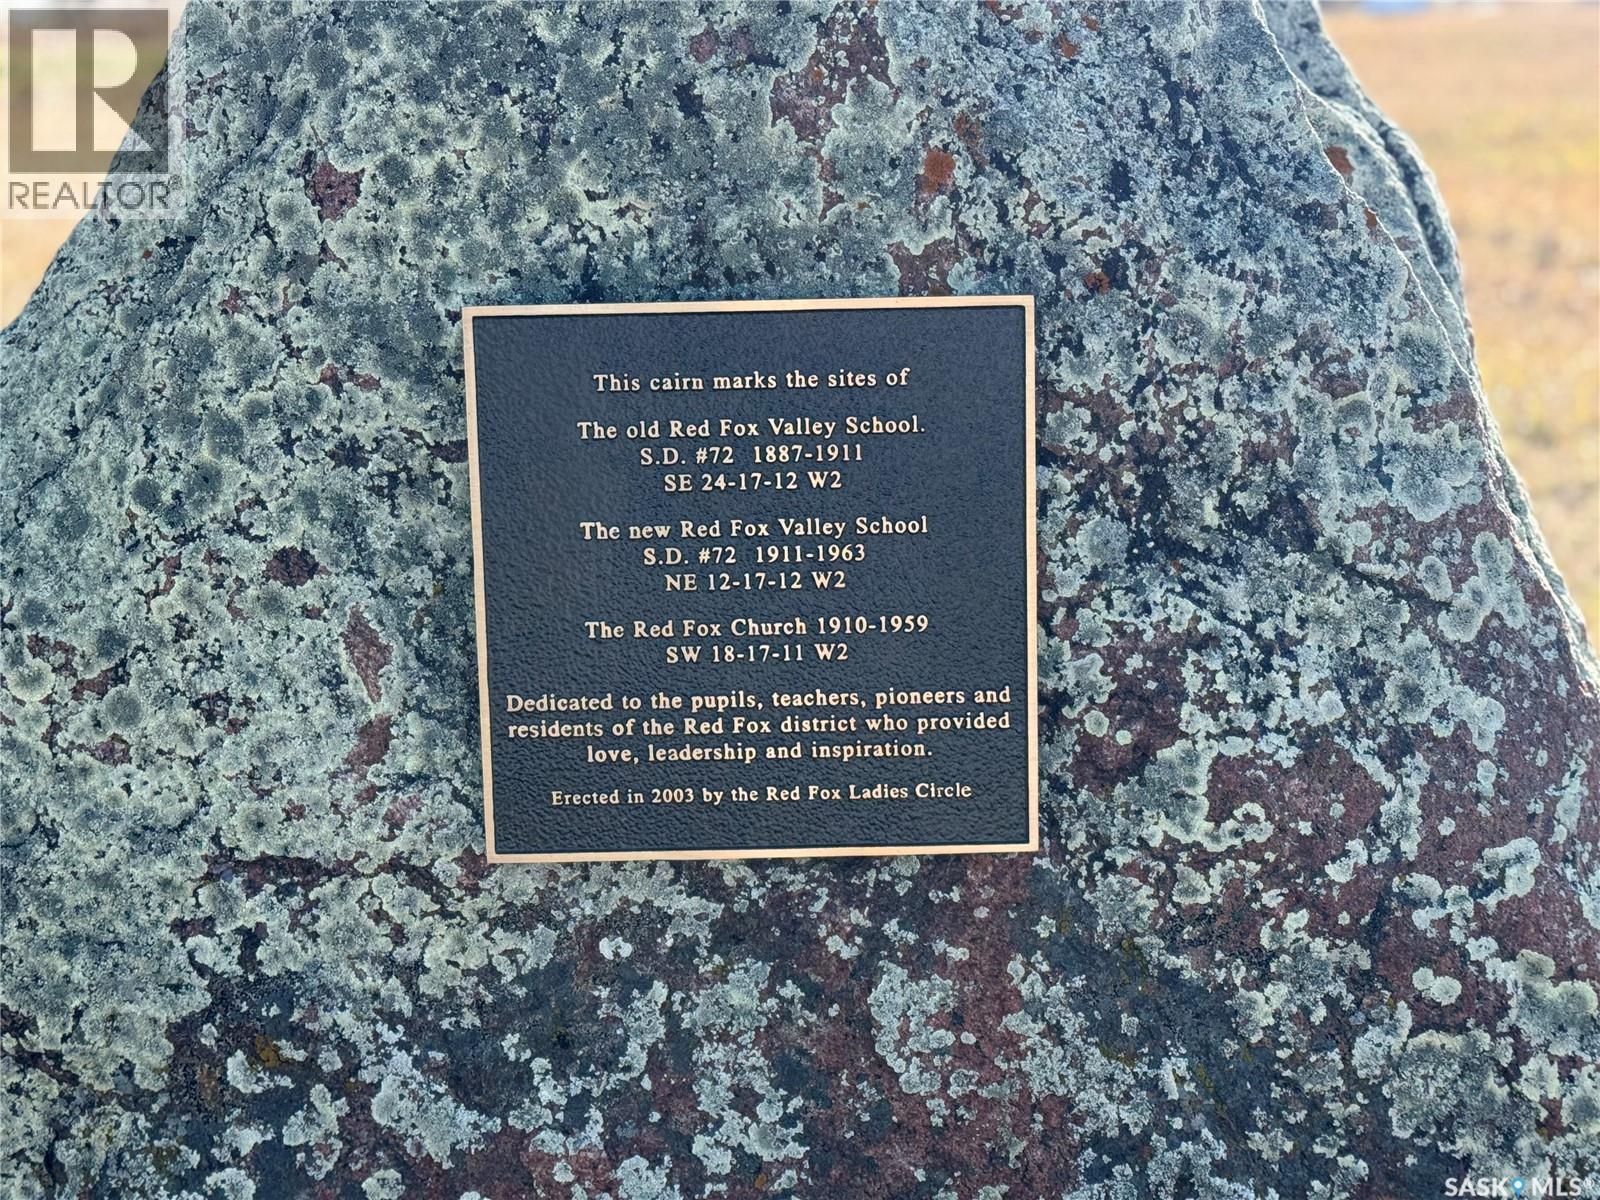 REALTOR
This cairn marks the sites of
The old Red Fox Valley School.
S.D. #72 1887-1911
SE 24-17-12 W2
The new Red Fox Valley School
S.D. #72 1911-1963
NE 12-17-12 W2
The Red Fox Church 1910-1959
SW 18-17-11 W2
Dedicated to the pupils, teachers, pioneers and
residents of the Red Fox district who provided
love, leadership and inspiration.
Erected in 2003 by the Red Fox Ladies Circle
SASK MLS®